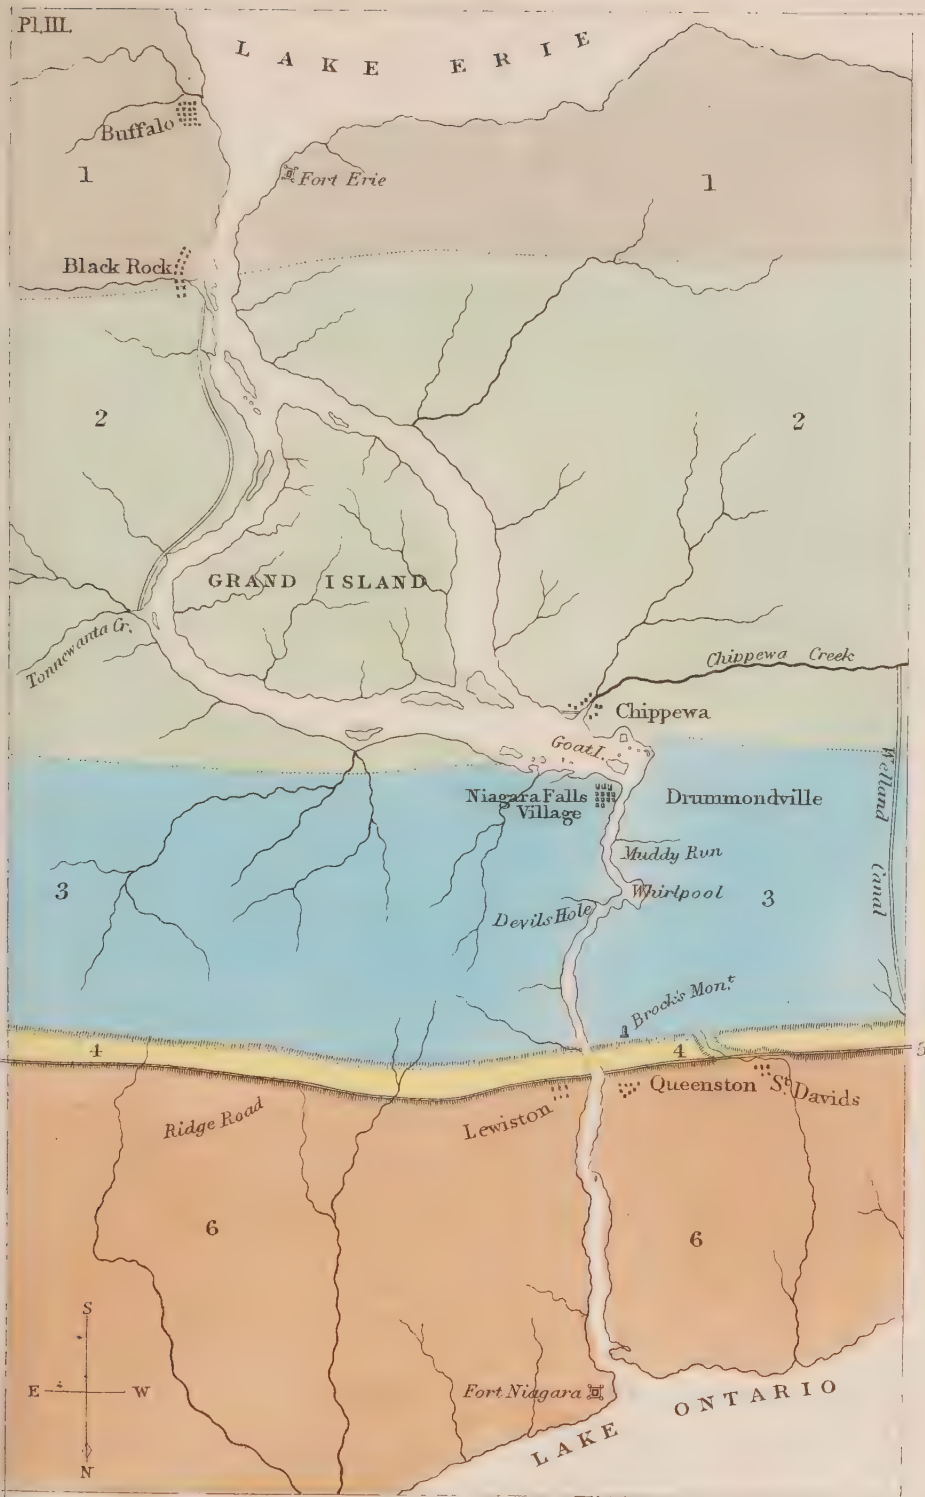 Pl.III.
LAKE ERIE
Buffalo
1
Fort Erie
1
Black Rock
2
2
GRAND ISLAND
Tonnewanta Cr.
Chippewa Creek
Chippewa
Goat I.
Welland Canal
Niagara Falls
Village
Drummondville
Muddy Run
3
Whirlpool
3
Devils Hole
Brock's Mon.t
4
4
5
Queenston
St. Davids
Lewiston
Ridge Road
6
6
S
E
W
N
Fort Niagara
LAKE ONTARIO